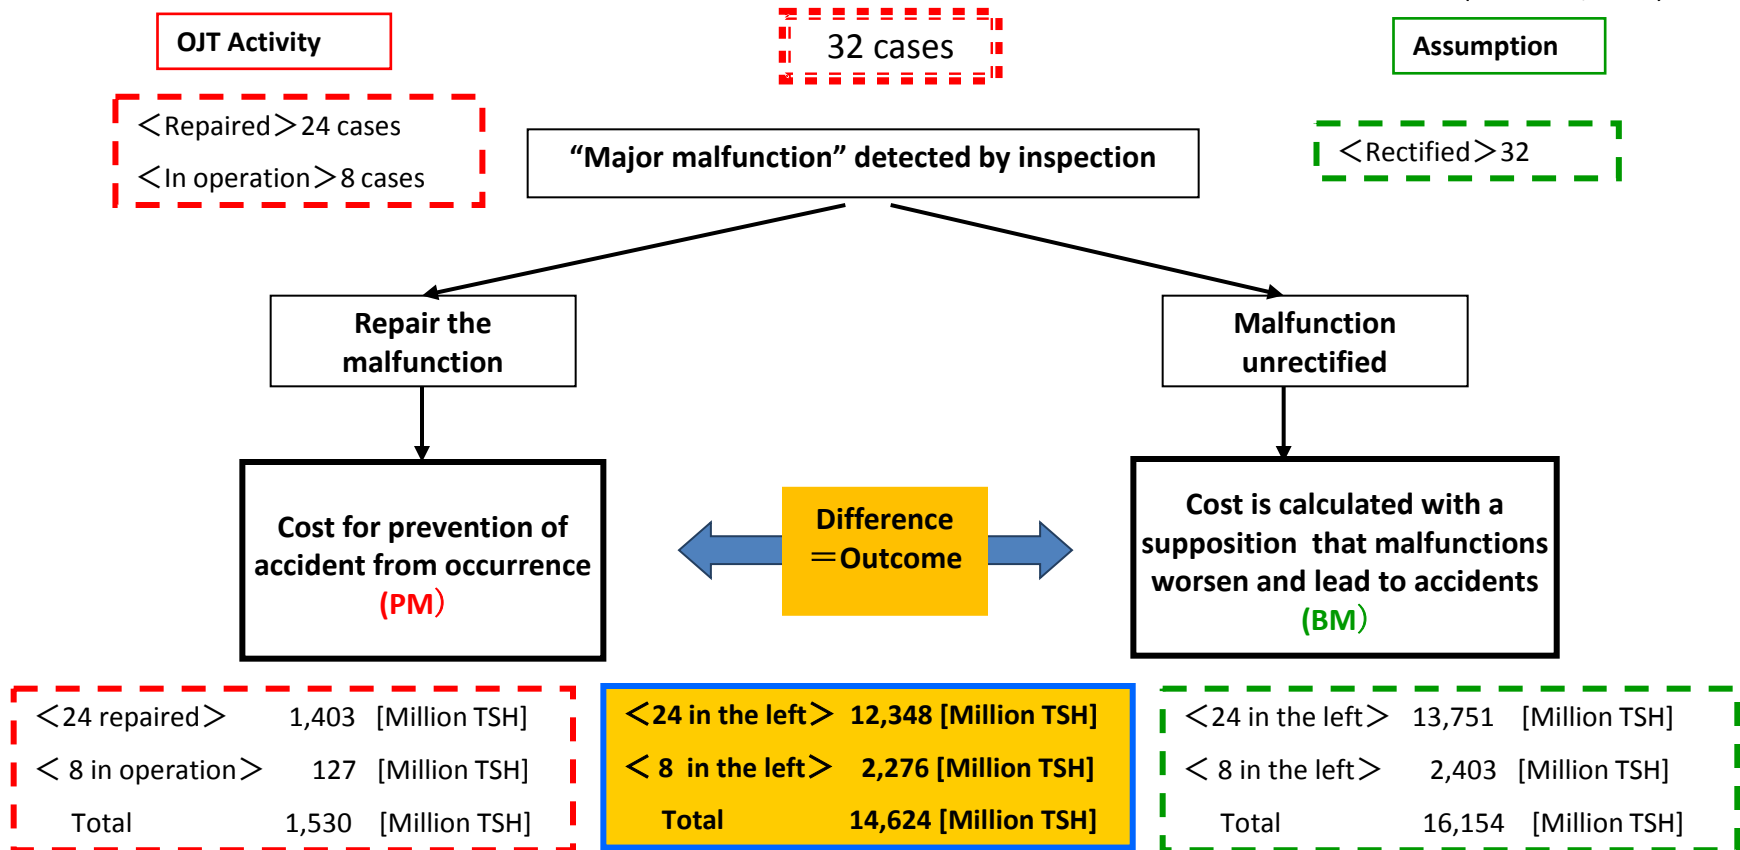 OJT Activity
32 cases
Assumption
＜Repaired＞24 cases
＜In operation＞8 cases
“Major malfunction” detected by inspection
＜Rectified＞32
Repair the
malfunction
Malfunction
unrectified
Cost for prevention of
accident from occurrence
(PM）
Difference
＝Outcome
Cost is calculated with a
supposition that malfunctions
worsen and lead to accidents
(BM）
＜24 repaired＞ 1,403 [Million TSH]
＜ 8 in operation＞ 127 [Million TSH]
Total 1,530 [Million TSH]
＜24 in the left＞ 12,348 [Million TSH]
＜ 8 in the left＞ 2,276 [Million TSH]
Total 14,624 [Million TSH]
＜24 in the left＞ 13,751 [Million TSH]
＜ 8 in the left＞ 2,403 [Million TSH]
Total 16,154 [Million TSH]